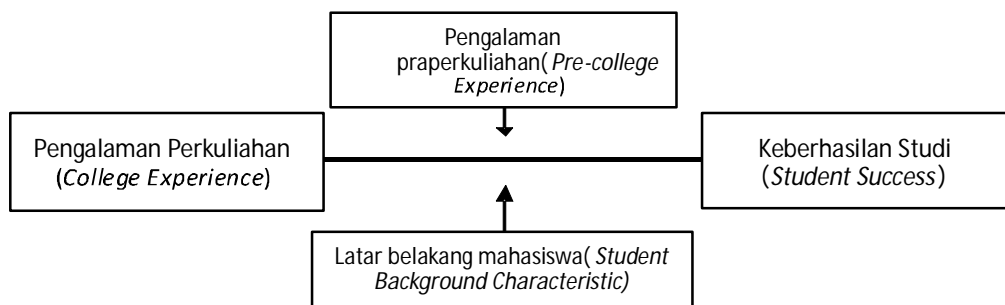 Pengalaman
praperkuliahan( Pre-college
Experience)
Pengalaman Perkuliahan
(College Experience)
Keberhasilan Studi
(Student Success)
Latar belakang mahasiswa( Student
Background Characteristic)